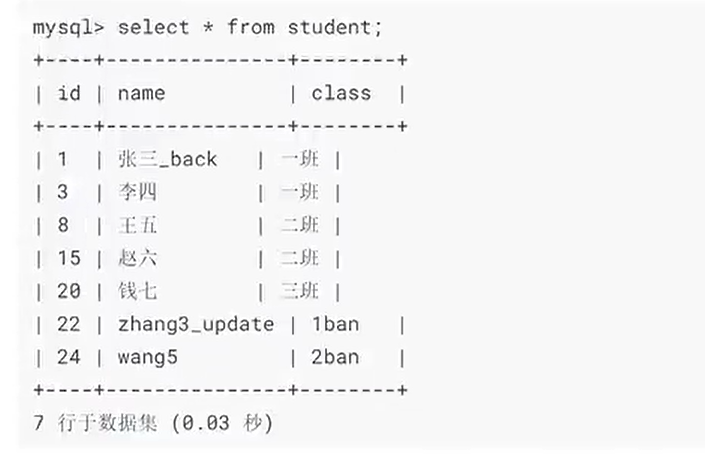 mysql> select * from student;
+----+---------------+--------+
| id | name          | class  |
+----+---------------+--------+
| 1  | 张三_back   | 一班 |
| 3  | 李四        | 一班 |
| 8  | 王五        | 二班 |
| 15 | 赵六        | 二班 |
| 20 | 钱七        | 三班 |
| 22 | zhang3_update | 1ban   |
| 24 | wang5         | 2ban   |
+----+---------------+--------+
7 行于数据集 (0.03 秒)